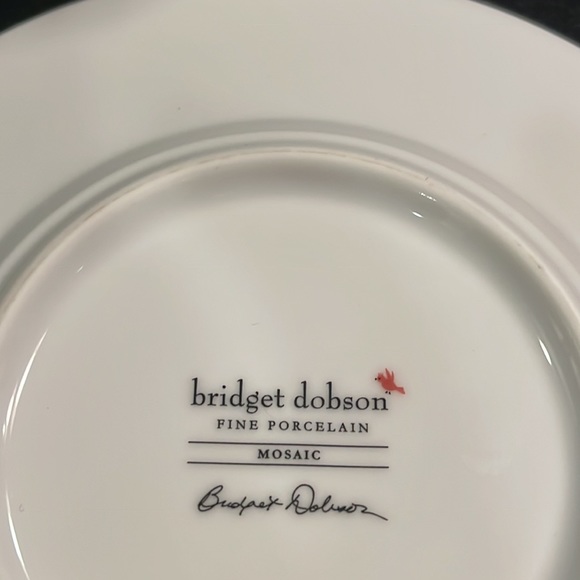 bridget dobson
FINE PORCELAIN
MOSAIC
Bridget Dobson